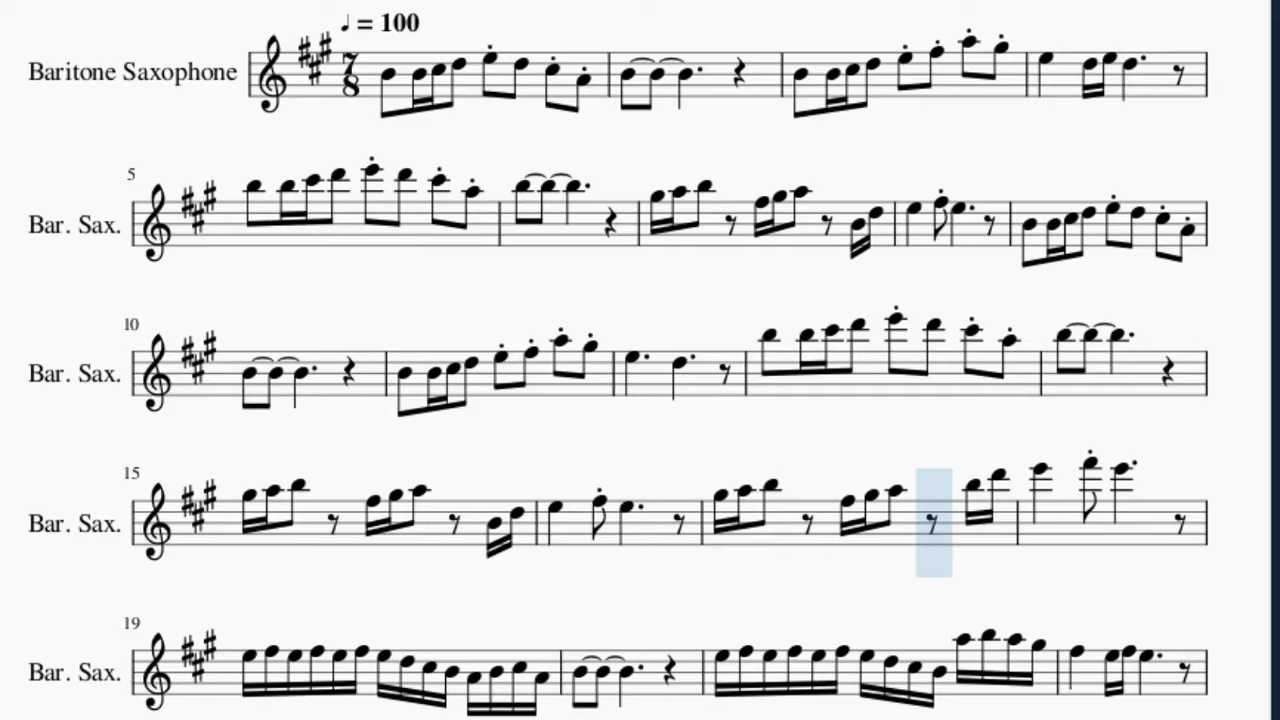 ♩ = 100
Baritone Saxophone
7
8
5
Bar. Sax.
10
Bar. Sax.
15
Bar. Sax.
19
Bar. Sax.